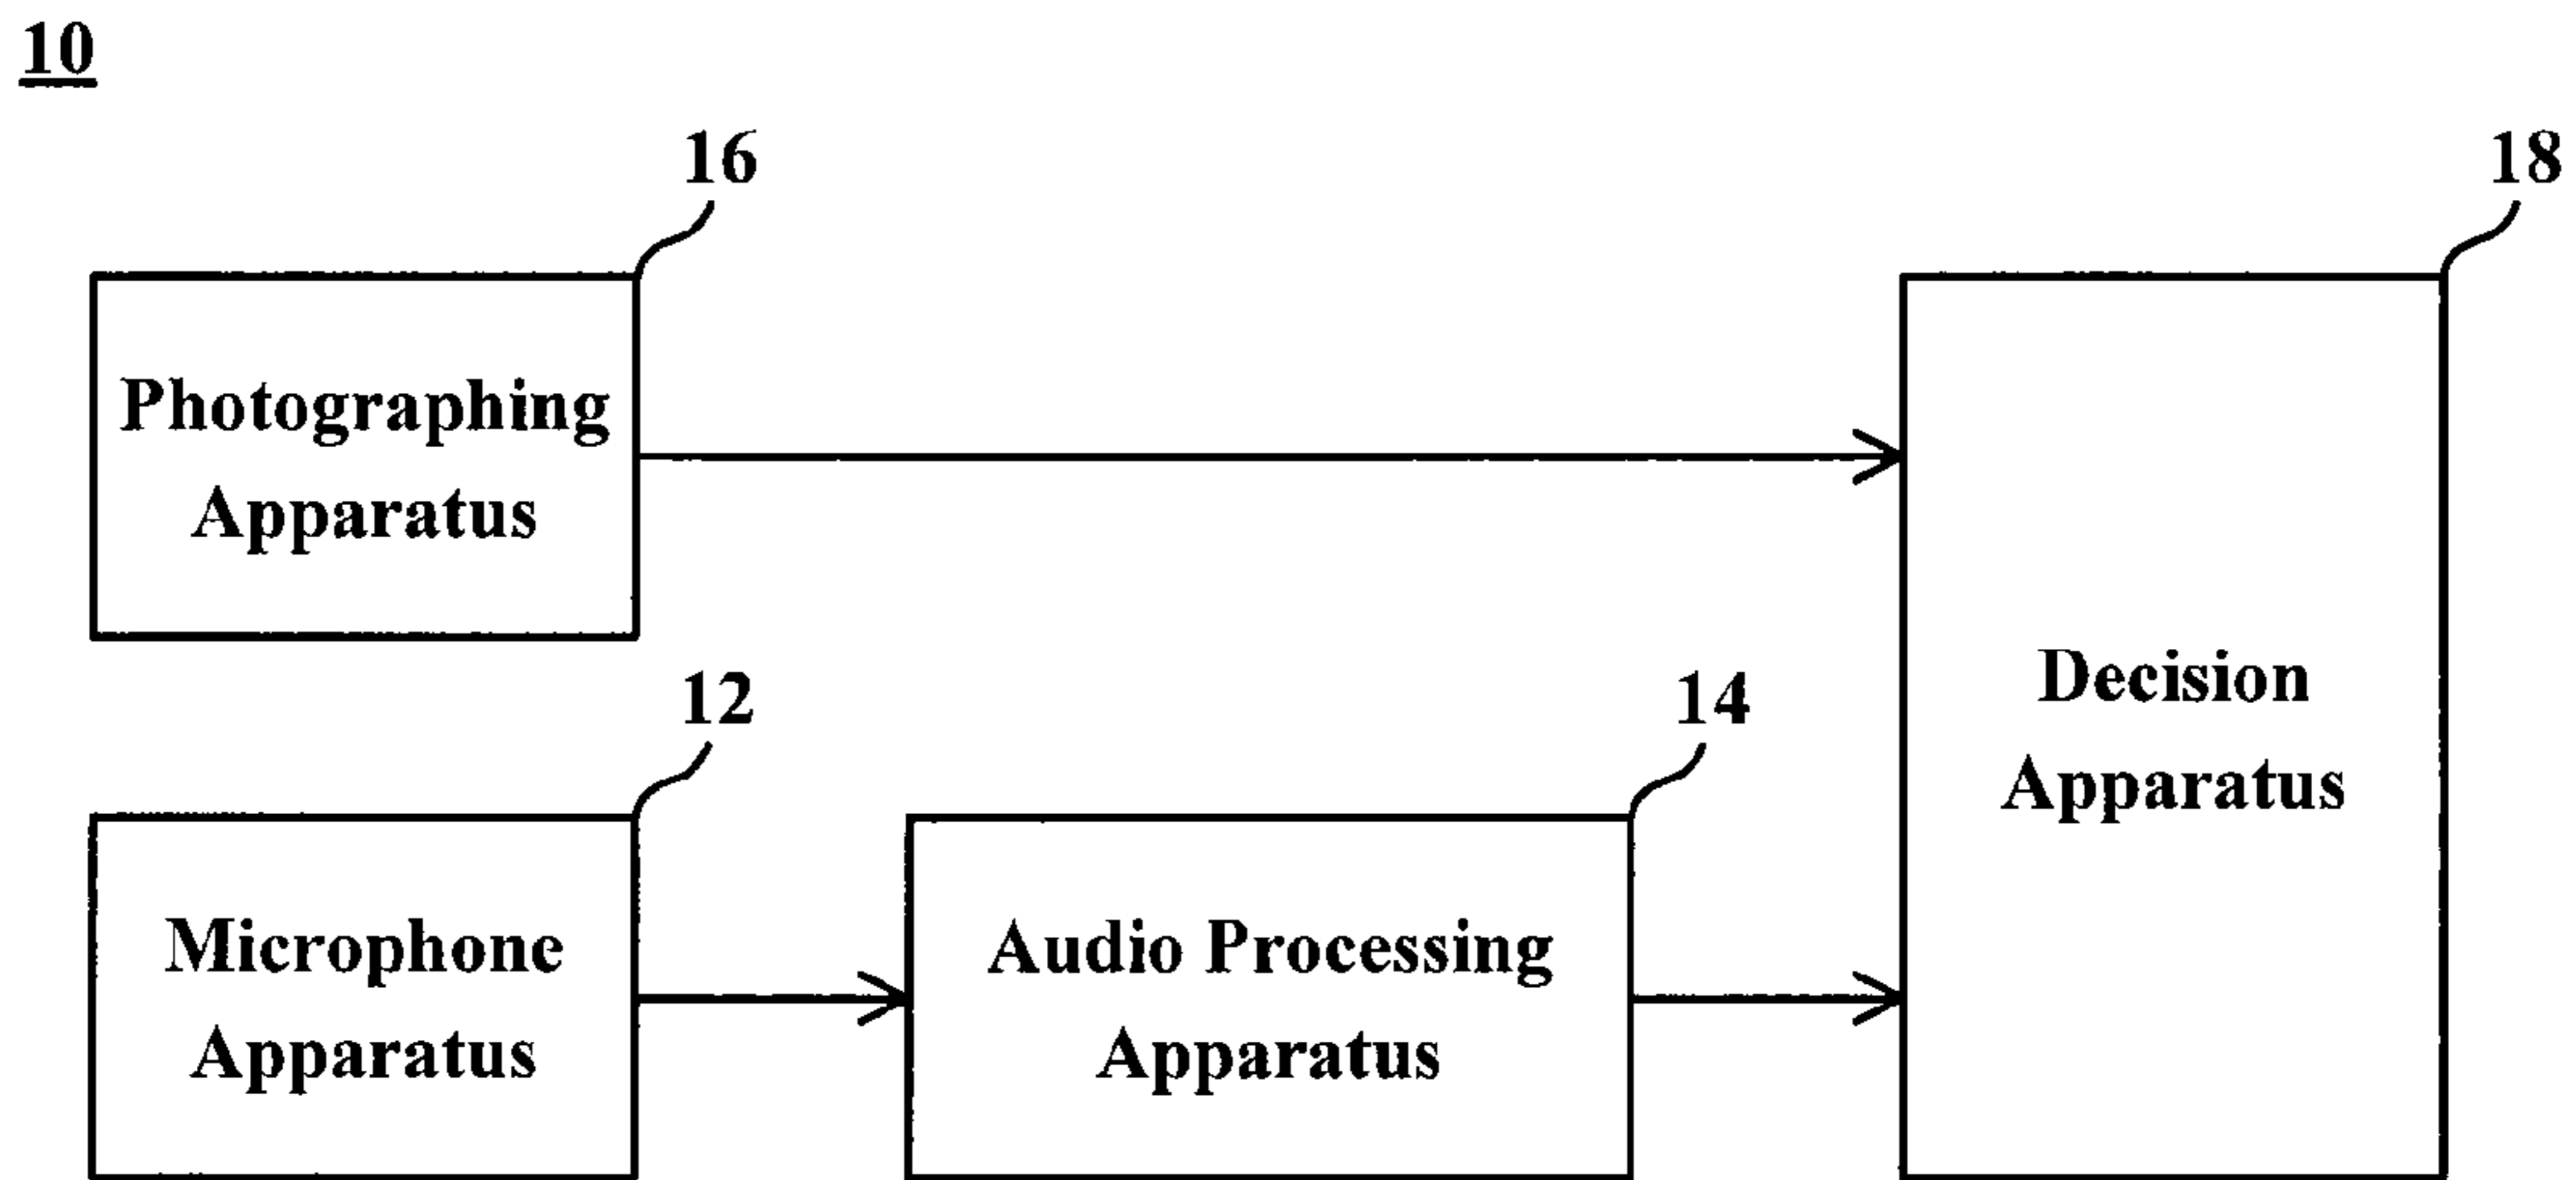 10
16
18
Photographing
Apparatus
12
14
Decision
Apparatus
Microphone
Apparatus
Audio Processing
Apparatus